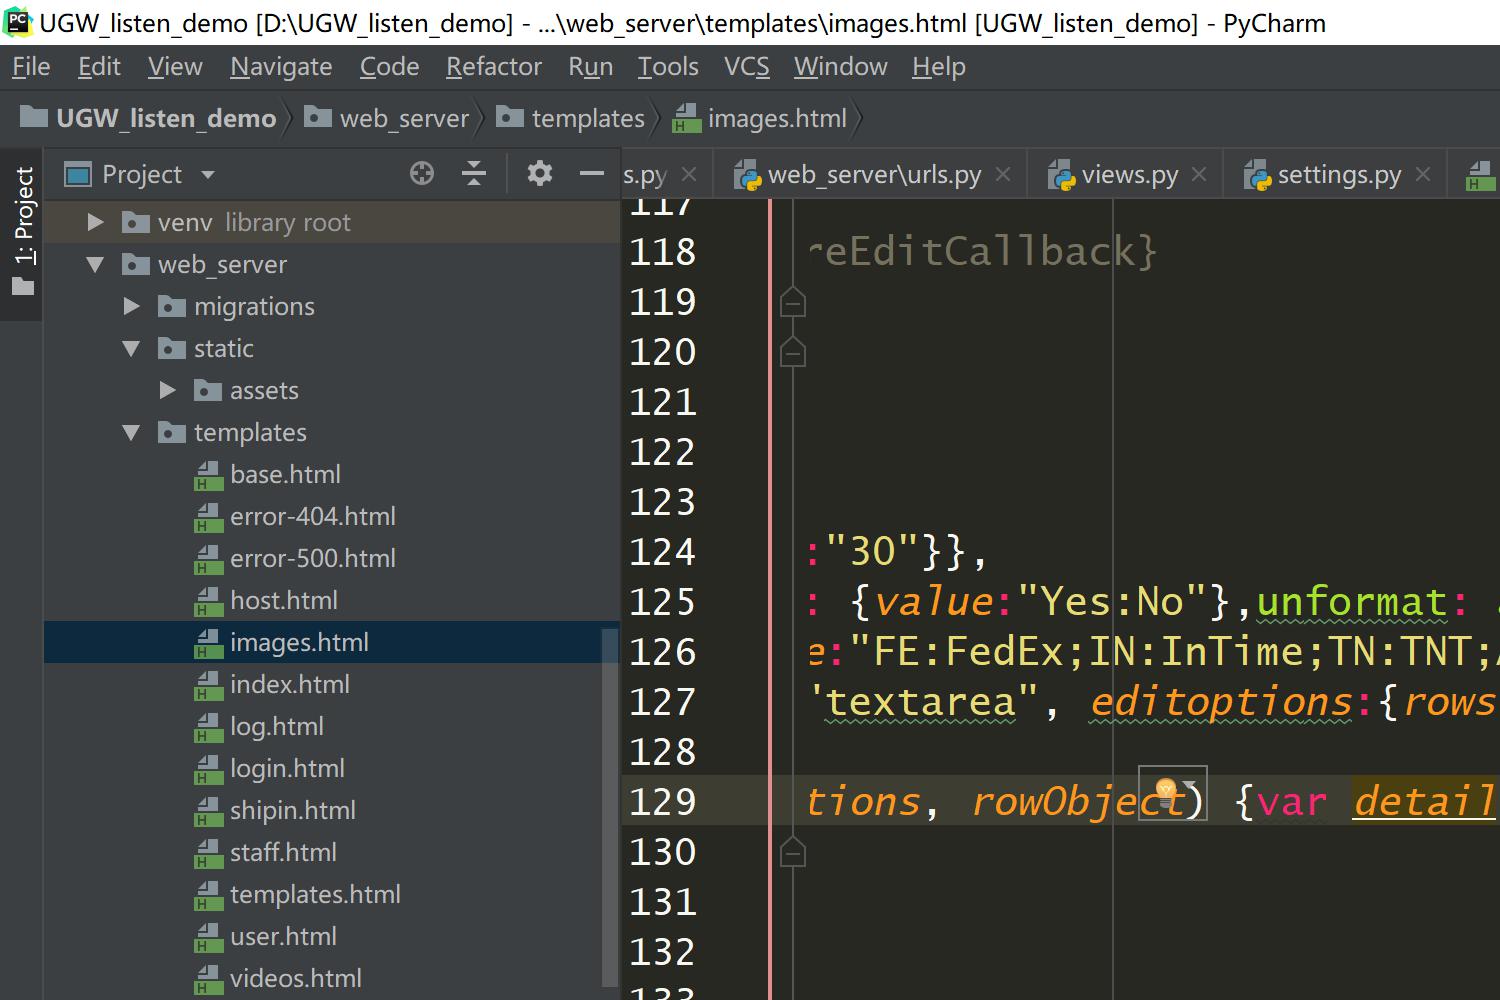 UGW_listen_demo [D:\UGW_listen_demo] - ...\web_server\templates\images.html [UGW_listen_demo] - PyCharm
File Edit View Navigate Code Refactor Run Tools VCS Window Help
UGW_listen_demo web_server templates images.html
1: Project
Project
s.py web_server\urls.py views.py settings.py
venv library root
web_server
migrations
static
assets
templates
base.html
error-404.html
error-500.html
host.html
images.html
index.html
log.html
login.html
shipin.html
staff.html
templates.html
user.html
videos.html
117
118 reEditCallback}
119
120
121
122
123
124 :"30"}},
125 : {value:"Yes:No"},unformat:
126 e:"FE:FedEx;IN:InTime;TN:TNT;
127 "textarea", editoptions:{rows
128
129 tions, rowObject) {var detail
130
131
132
133